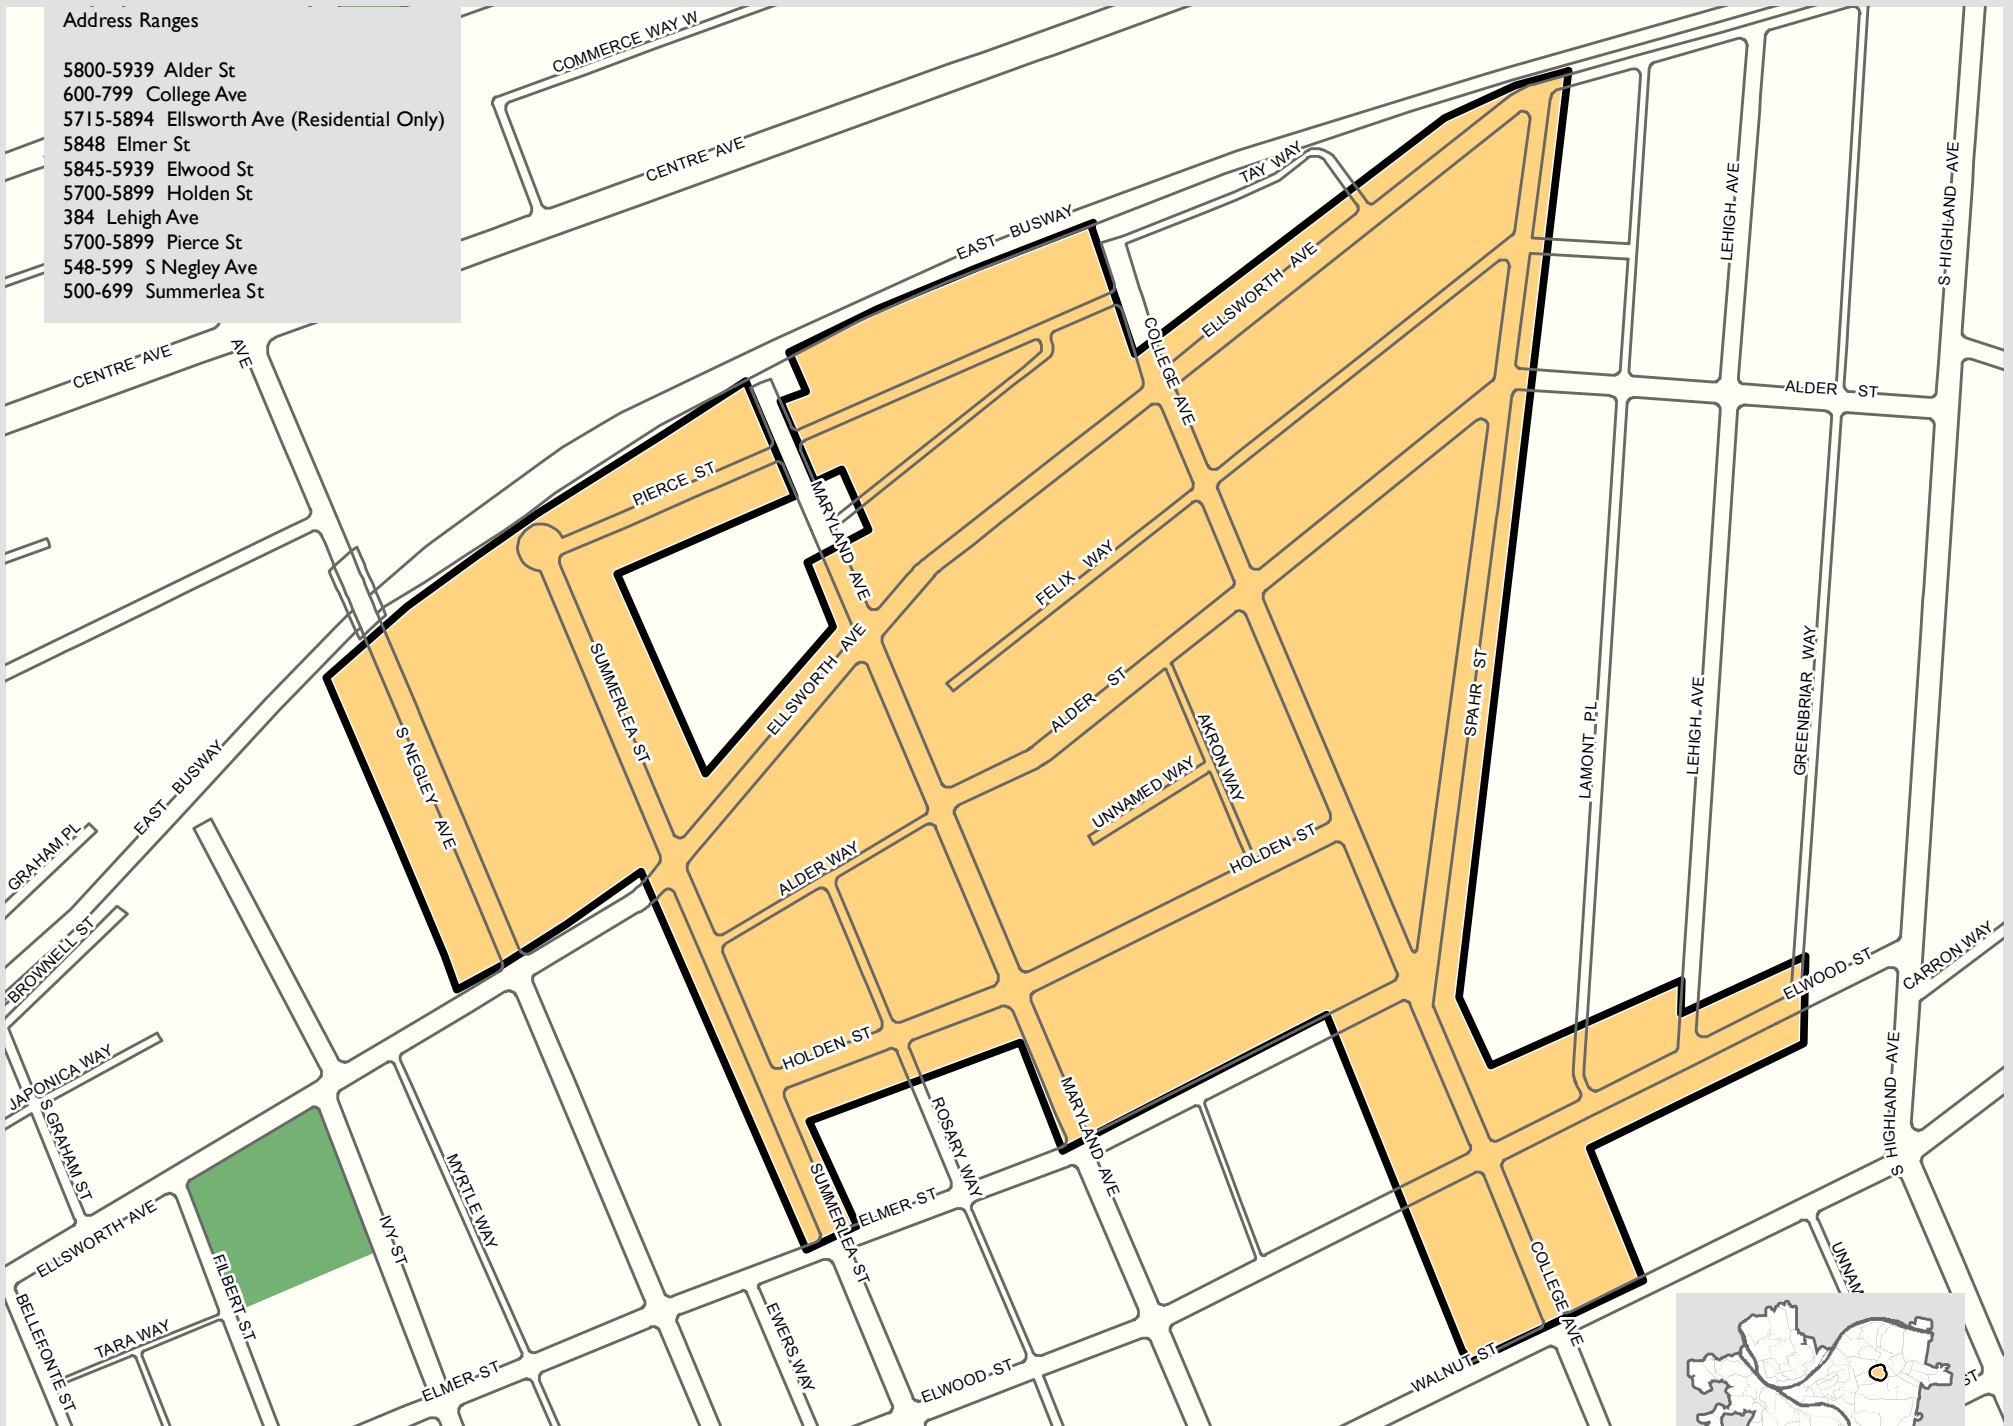 Address Ranges
5800-5939 Alder St
600-799 College Ave
5715-5894 Ellsworth Ave (Residential Only)
5848 Elmer St
5845-5939 Elwood St
5700-5899 Holden St
384 Lehigh Ave
5700-5899 Pierce St
548-599 S Negley Ave
500-699 Summerlea St
COMMERCE WAY W
CENTRE AVE
TAY WAY
EAST BUSWAY
LEHIGH AVE
S HIGHLAND AVE
ELLSWORTH AVE
COLLEGE AVE
CENTRE AVE
AVE
ALDER ST
PIERCE ST
MARYLAND AVE
FELIX WAY
SUMMERLEA ST
ELLSWORTH AVE
ALDER ST
SPAHR ST
LAMONT PL
LEHIGH AVE
GREENBRIAR WAY
AKRON WAY
UNNAMED WAY
S NEGLEY AVE
EAST BUSWAY
GRAHAM PL
ALDER WAY
HOLDEN ST
BROWNELL ST
ELWOOD ST
CARRON WAY
HOLDEN ST
JAPONICA WAY
S GRAHAM ST
MARYLAND AVE
ROSARY WAY
S HIGHLAND AVE
MYRTLE WAY
SUMMERLEA ST
ELMER ST
ELLSWORTH AVE
IVY ST
FILBERT ST
COLLEGE AVE
UNNAM
BELLEFONTE ST
TARA WAY
EWERS WAY
ELMER ST
ELWOOD ST
WALNUT ST
ST